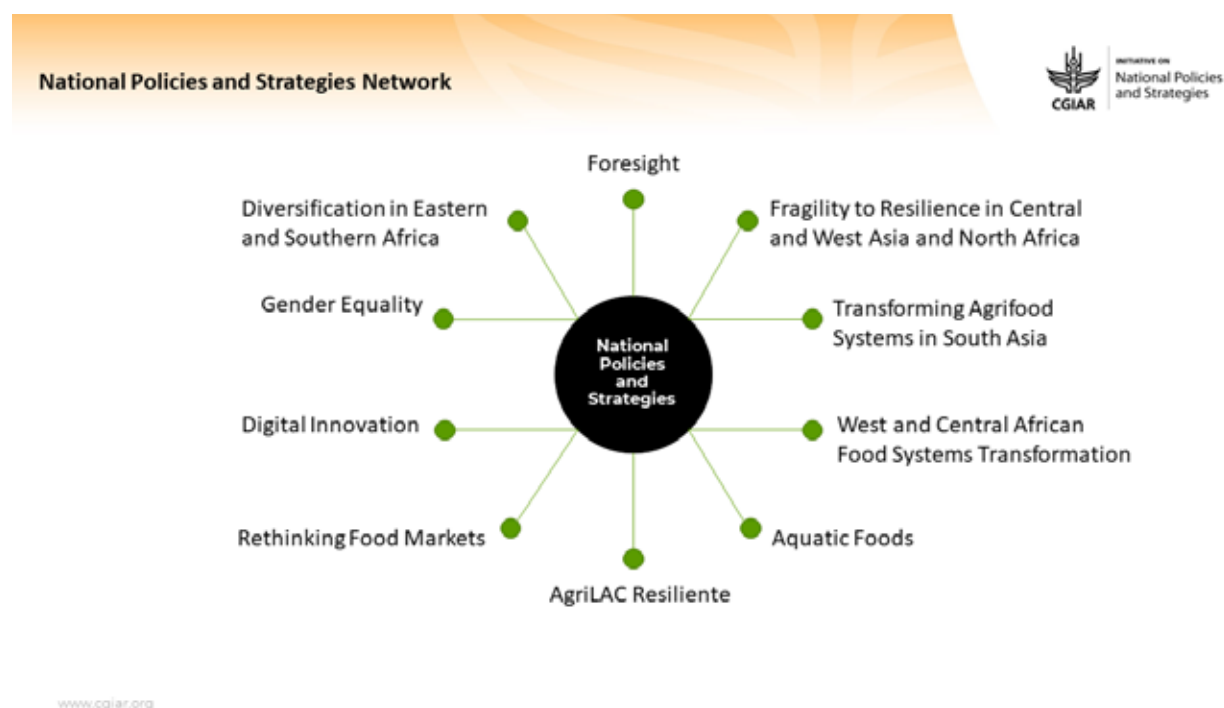 National Policies and Strategies Network
CGIAR
INITIATIVE ON
National Policies
and Strategies
Foresight
Diversification in Eastern
and Southern Africa
Fragility to Resilience in Central
and West Asia and North Africa
Gender Equality
Transforming Agrifood
Systems in South Asia
National
Policies
and
Strategies
Digital Innovation
West and Central African
Food Systems Transformation
Rethinking Food Markets
Aquatic Foods
AgriLAC Resiliente
www.cgiar.org